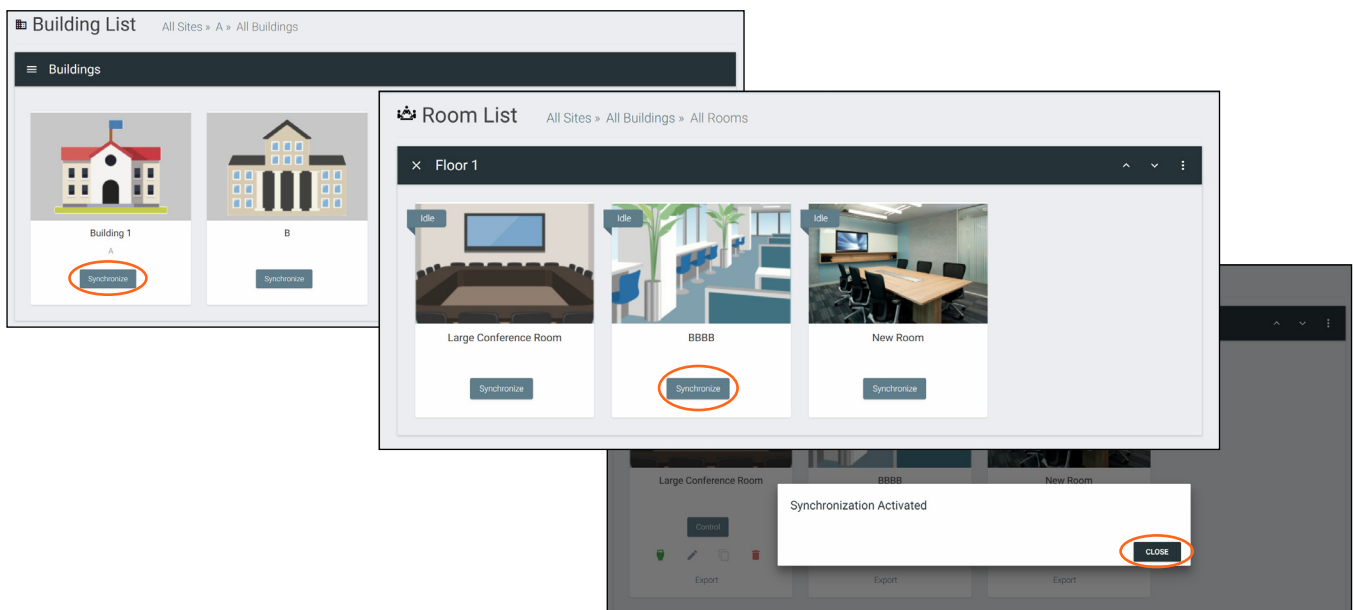 Building List All Sites » A » All Buildings
Buildings
Building 1
A
Synchronize
B
Synchronize
Room List All Sites » All Buildings » All Rooms
Floor 1
Idle
Idle
Idle
Large Conference Room
BBBB
New Room
Synchronize
Synchronize
Synchronize
Large Conference Room
BBBB
New Room
Control
Synchronization Activated
CLOSE
Export
Export
Export